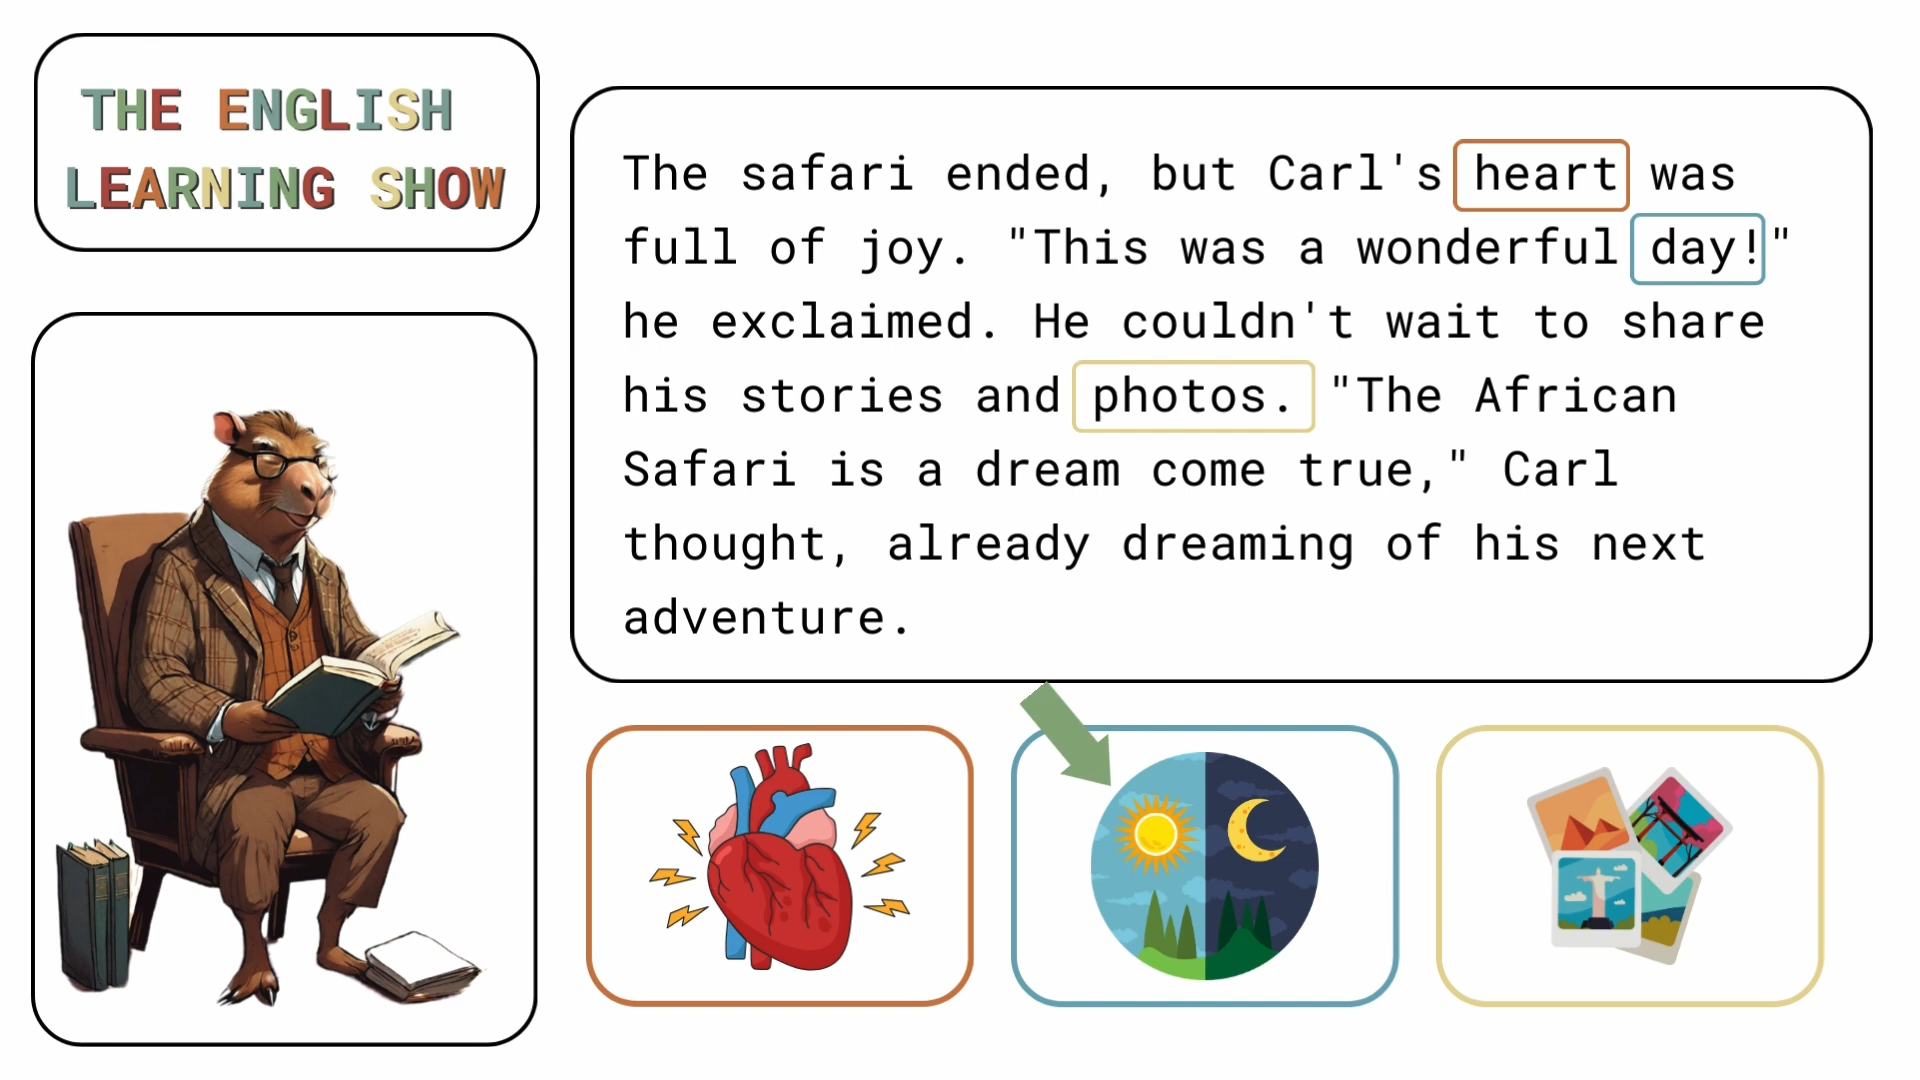 THE ENGLISH
LEARNING SHOW
The safari ended, but Carl's heart was
full of joy. "This was a wonderful day!"
he exclaimed. He couldn't wait to share
his stories and photos. "The African
Safari is a dream come true," Carl
thought, already dreaming of his next
adventure.